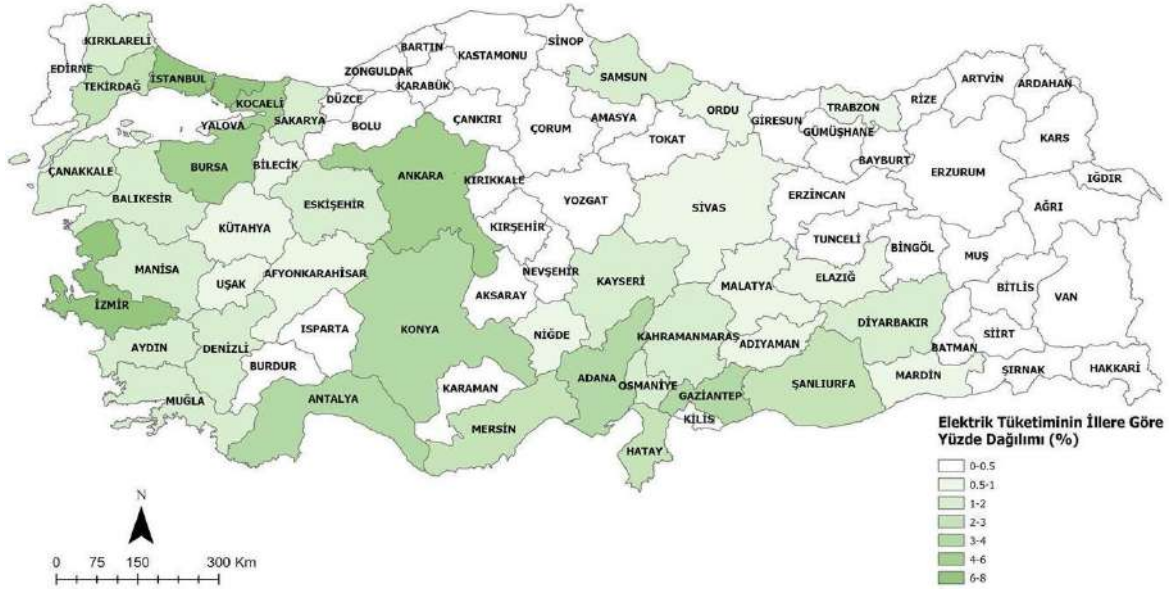 KIRKLARELİ
EDİRNE
TEKİRDAĞ
İSTANBUL
KOCAELİ
YALOVA
SAKARYA
DÜZCE
ZONGULDAK
BARTIN
KARABÜK
KASTAMONU
SİNOP
BOLU
ÇANKIRI
SAMSUN
ORDU
GİRESUN
TRABZON
RİZE
ARTVİN
ARDAHAN
ÇORUM
AMASYA
TOKAT
GÜMÜŞHANE
BAYBURT
KARS
IĞDIR
ERZURUM
AĞRI
ÇANAKKALE
BALIKESİR
BURSA
BİLECİK
ESKİŞEHİR
ANKARA
KIRIKKALE
YOZGAT
SİVAS
ERZİNCAN
TUNCELİ
BİNGÖL
MUŞ
KÜTAHYA
KIRŞEHİR
MANİSA
UŞAK
AFYONKARAHİSAR
NEVŞEHİR
KAYSERİ
MALATYA
ELAZIĞ
BİTLİS
VAN
İZMİR
AKSARAY
KONYA
ISPARTA
NİĞDE
KAHRAMANMARAŞ
ADIYAMAN
DİYARBAKIR
BATMAN
SİİRT
AYDIN
DENİZLİ
BURDUR
KARAMAN
ADANA
OSMANİYE
GAZİANTEP
ŞANLIURFA
MARDİN
ŞIRNAK
HAKKARİ
MUĞLA
ANTALYA
MERSİN
KİLİS
HATAY
Elektrik Tüketiminin İllere Göre
Yüzde Dağılımı (%)
0-0.5
0.5-1
1-2
2-3
3-4
4-6
6-8
N
0 75 150 300 Km